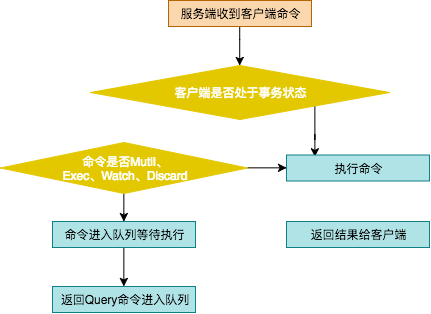 服务端收到客户端命令
客户端是否处于事务状态
命令是否Mutil、
Exec、Watch、Discard
执行命令
命令进入队列等待执行
返回结果给客户端
返回Query命令进入队列